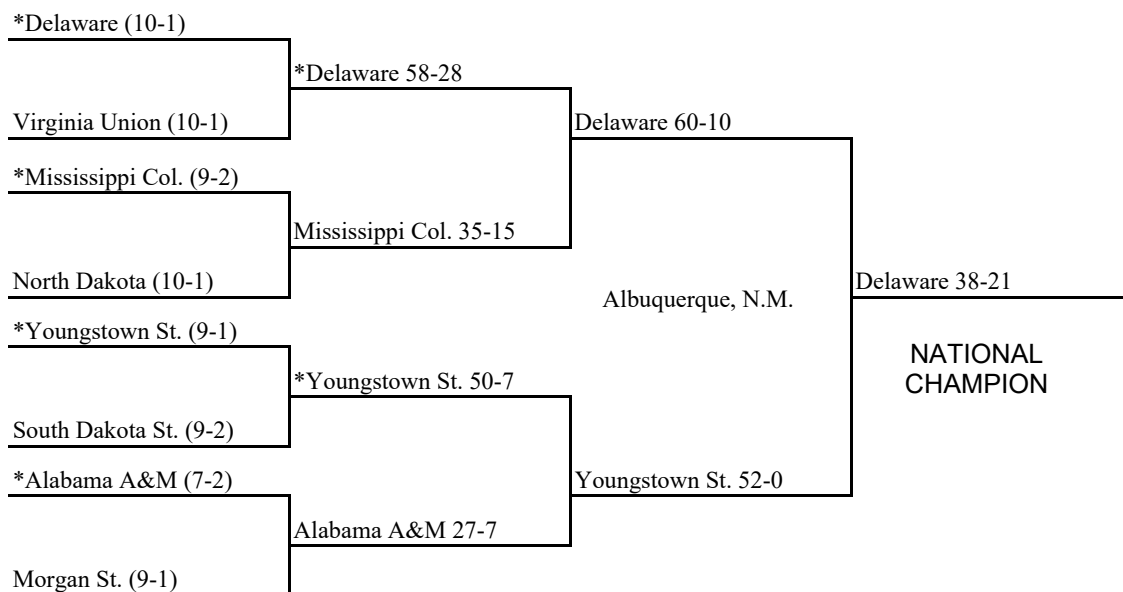 *Delaware (10-1)
*Delaware 58-28
Virginia Union (10-1)
Delaware 60-10
*Mississippi Col. (9-2)
Mississippi Col. 35-15
North Dakota (10-1)
Albuquerque, N.M.
Delaware 38-21
*Youngstown St. (9-1)
NATIONAL
CHAMPION
*Youngstown St. 50-7
South Dakota St. (9-2)
*Alabama A&M (7-2)
Youngstown St. 52-0
Alabama A&M 27-7
Morgan St. (9-1)